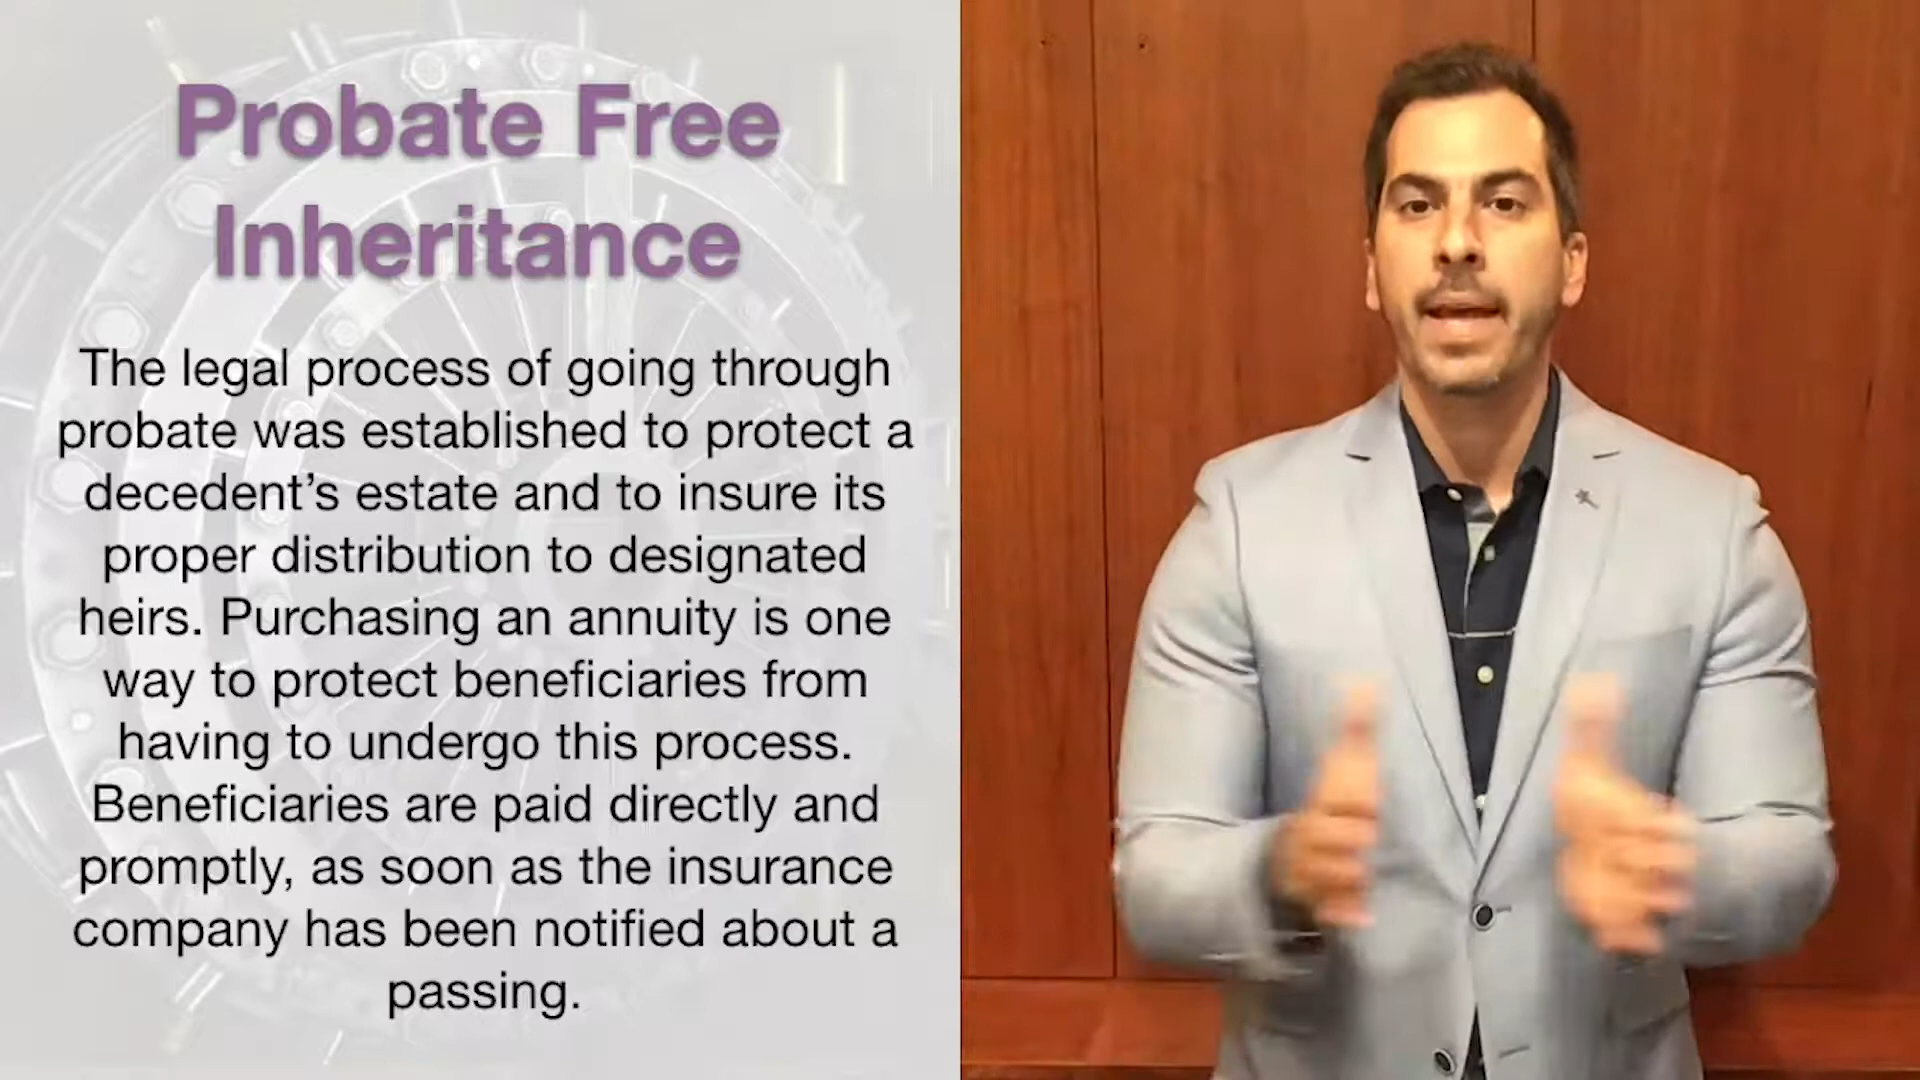 Probate Free
Inheritance
The legal process of going through
probate was established to protect a
decedent’s estate and to insure its
proper distribution to designated
heirs. Purchasing an annuity is one
way to protect beneficiaries from
having to undergo this process.
Beneficiaries are paid directly and
promptly, as soon as the insurance
company has been notified about a
passing.